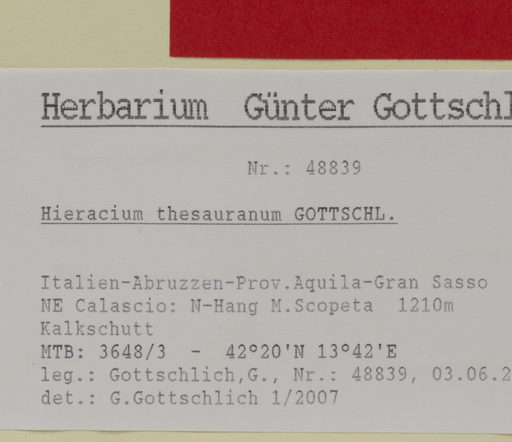 Herbarium Günter Gottschl
Nr.: 48839
Hieracium thesauranum GOTTSCHL.
Italien-Abruzzen-Prov.Aquila-Gran Sasso
NE Calascio: N-Hang M.Scopeta 1210m
Kalkschutt
MTB: 3648/3 - 42°20'N 13°42'E
leg.: Gottschlich,G., Nr.: 48839, 03.06.2
det.: G.Gottschlich 1/2007